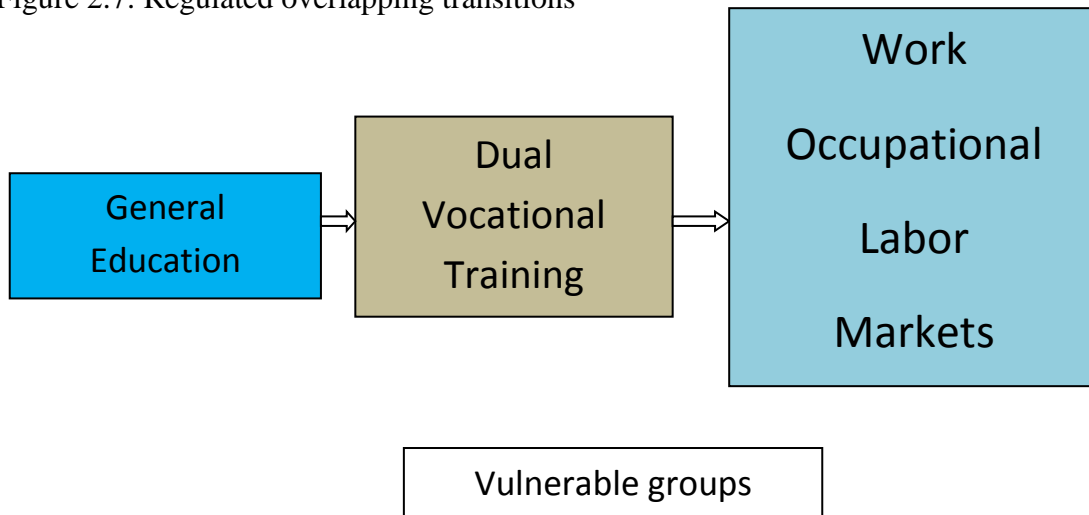 Figure 2.7: Regulated overlapping transitions
Work
Occupational
Labor
Markets
Dual
Vocational
Training
General
Education
Vulnerable groups